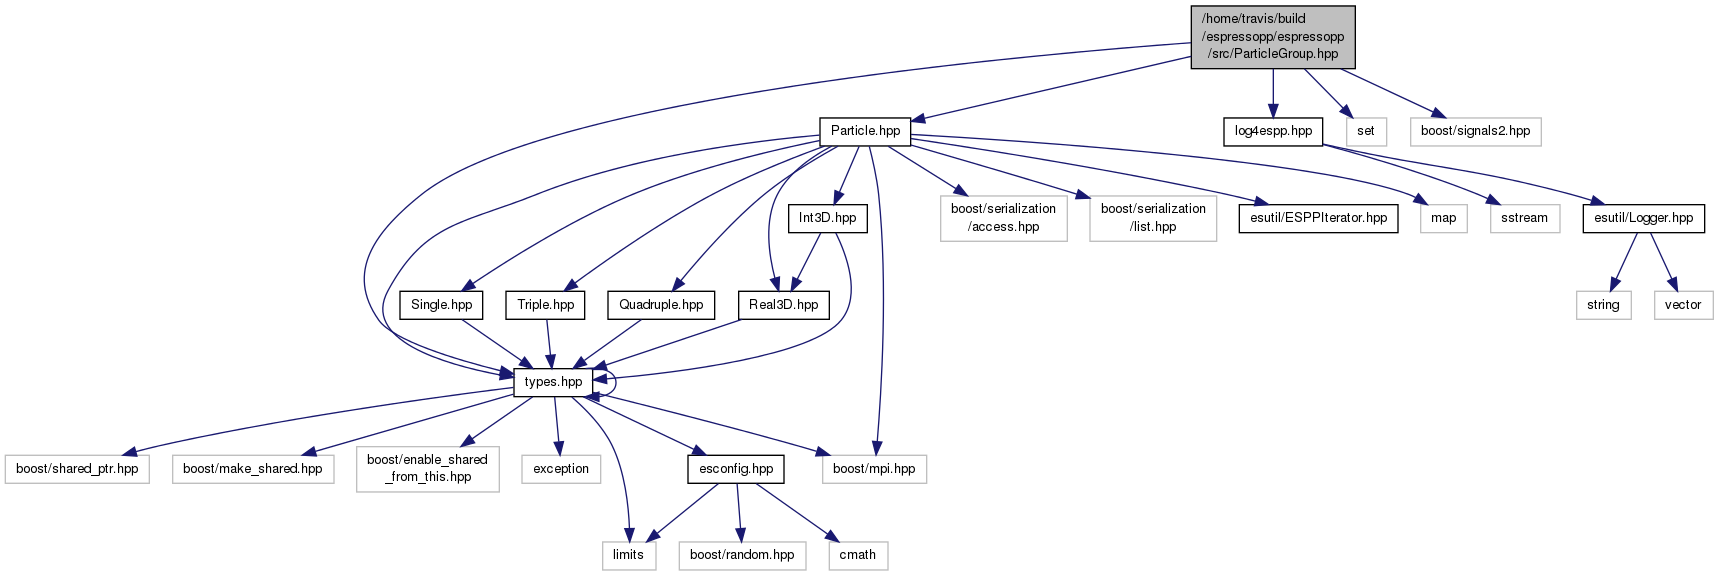 /home/travis/build
/espressopp/espressopp
/src/ParticleGroup.hpp
Particle.hpp
log4espp.hpp
set
boost/signals2.hpp
Int3D.hpp
boost/serialization
/access.hpp
boost/serialization
/list.hpp
esutil/ESPPIterator.hpp
map
sstream
esutil/Logger.hpp
Single.hpp
Triple.hpp
Quadruple.hpp
Real3D.hpp
string
vector
types.hpp
boost/shared_ptr.hpp
boost/make_shared.hpp
boost/enable_shared
_from_this.hpp
exception
esconfig.hpp
boost/mpi.hpp
limits
boost/random.hpp
cmath